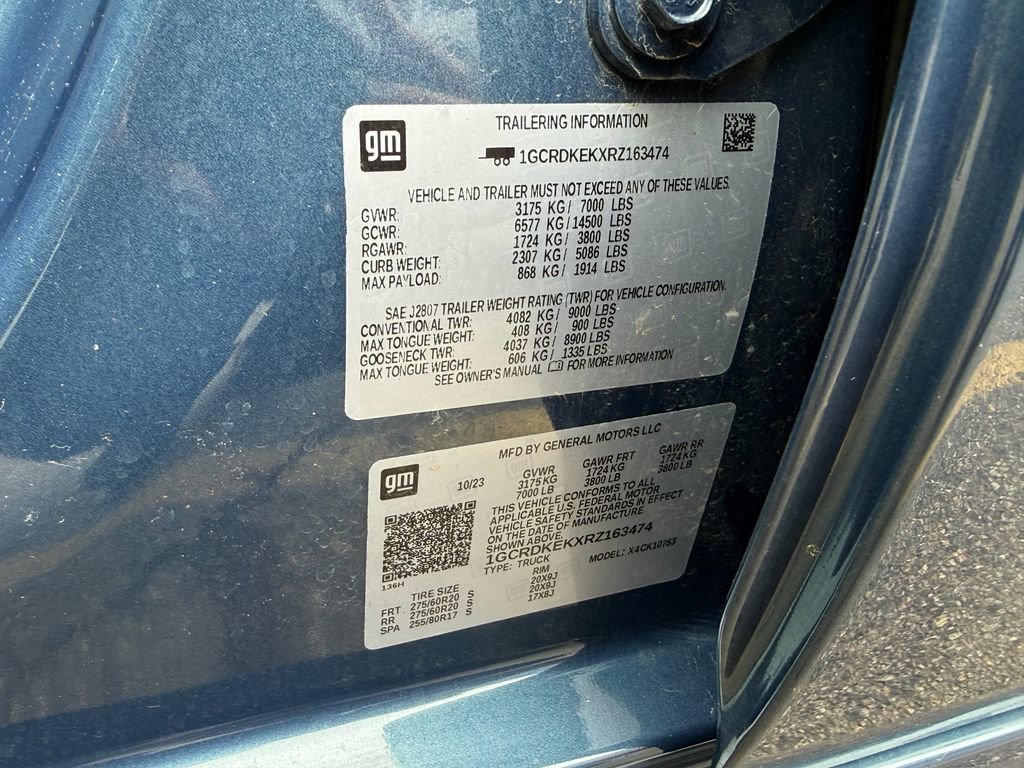 gm
TRAILERING INFORMATION
1GCRDKEKXRZ163474
VEHICLE AND TRAILER MUST NOT EXCEED ANY OF THESE VALUES.
GVWR: 3175 KG/ 7000 LBS
GCWR: 6577 KG/ 14500 LBS
RGAWR: 1724 KG/ 3800 LBS
CURB WEIGHT: 2307 KG/ 5086 LBS
MAX PAYLOAD: 868 KG/ 1914 LBS
SAE J2807 TRAILER WEIGHT RATING (TWR) FOR VEHICLE CONFIGURATION.
CONVENTIONAL TWR: 4082 KG/ 9000 LBS
MAX TONGUE WEIGHT: 408 KG/ 900 LBS
GOOSENECK TWR: 4037 KG/ 8900 LBS
MAX TONGUE WEIGHT: 606 KG/ 1335 LBS
SEE OWNER'S MANUAL FOR MORE INFORMATION
gm
MFD BY GENERAL MOTORS LLC
10/23 GVWR GAWR FRT GAWR RR
3175 KG 1724 KG 1724 KG
7000 LB 3800 LB 3800 LB
THIS VEHICLE CONFORMS TO ALL
APPLICABLE U.S. FEDERAL MOTOR
VEHICLE SAFETY STANDARDS IN EFFECT
ON THE DATE OF MANUFACTURE
SHOWN ABOVE.
1GCRDKEKXRZ163474
TYPE: TRUCK MODEL: X4CK10753
136H
TIRE SIZE RIM
FRT 275/60R20 S 20X9J
RR 275/60R20 S 20X9J
SPA 255/80R17 S 17X8J